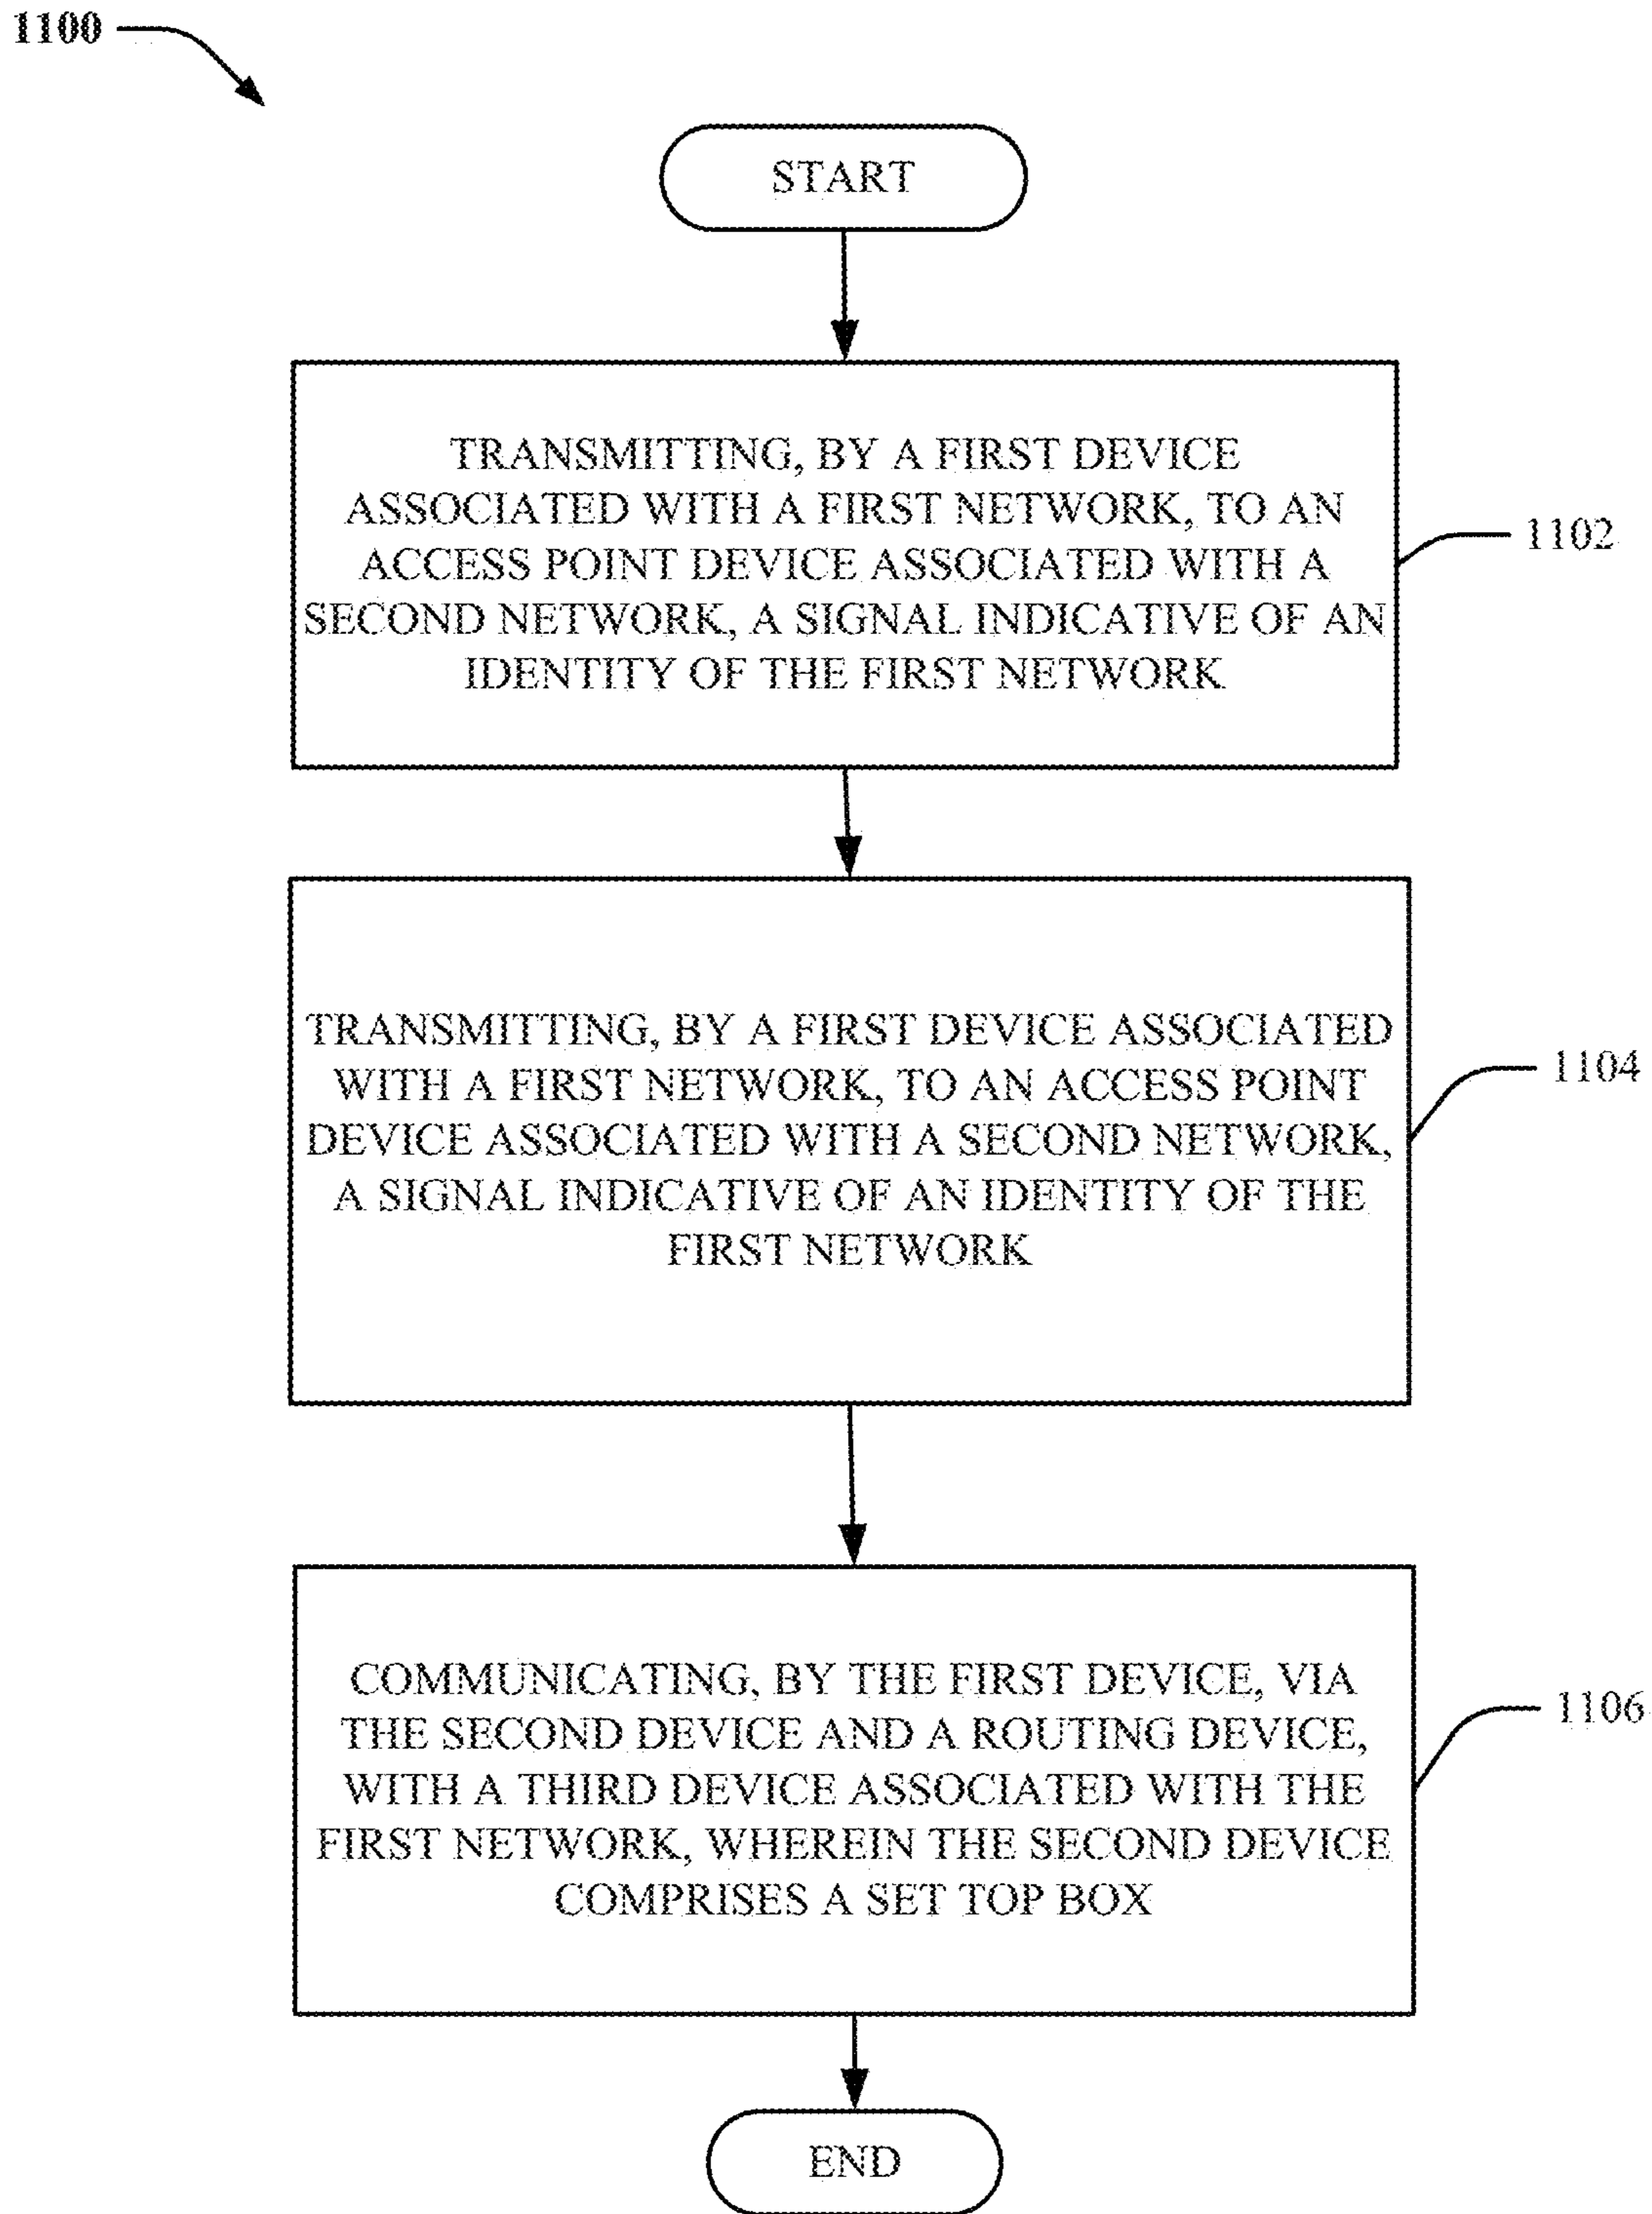 1100
START
TRANSMITTING, BY A FIRST DEVICE
ASSOCIATED WITH A FIRST NETWORK, TO AN
ACCESS POINT DEVICE ASSOCIATED WITH A
SECOND NETWORK, A SIGNAL INDICATIVE OF AN
IDENTITY OF THE FIRST NETWORK
1102
TRANSMITTING, BY A FIRST DEVICE ASSOCIATED
WITH A FIRST NETWORK, TO AN ACCESS POINT
DEVICE ASSOCIATED WITH A SECOND NETWORK,
A SIGNAL INDICATIVE OF AN IDENTITY OF THE
FIRST NETWORK
1104
COMMUNICATING, BY THE FIRST DEVICE, VIA
THE SECOND DEVICE AND A ROUTING DEVICE,
WITH A THIRD DEVICE ASSOCIATED WITH THE
FIRST NETWORK, WHEREIN THE SECOND DEVICE
COMPRISES A SET TOP BOX
1106
END